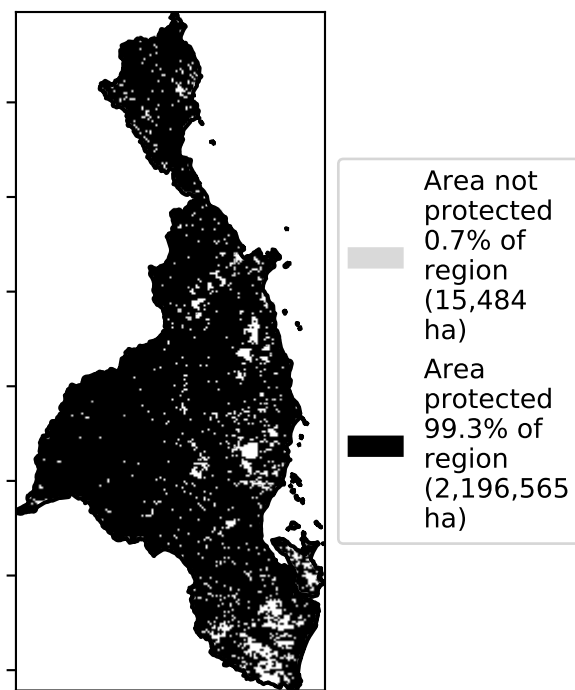 Area not
protected
0.7% of
region
(15,484
ha)
Area
protected
99.3% of
region
(2,196,565
ha)